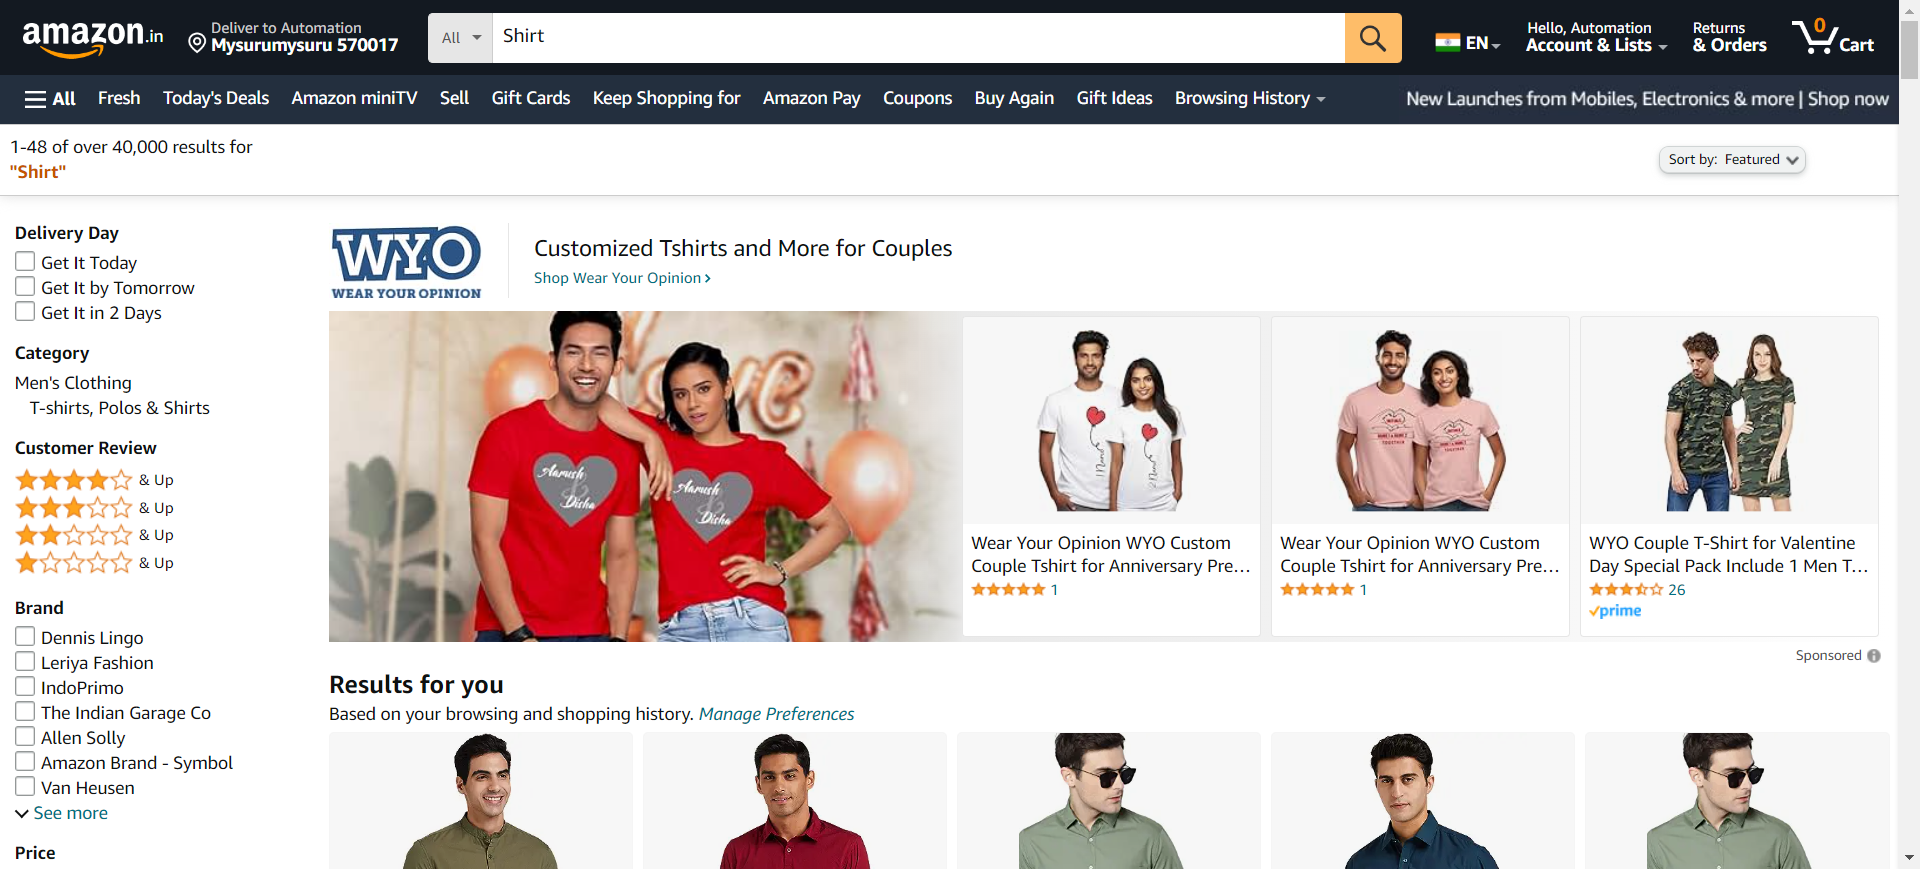 amazon.in
Deliver to Automation
Mysurumysuru 570017
All
Shirt
EN
Hello, Automation
Account & Lists
Returns
& Orders
0
Cart
All
Fresh
Today's Deals
Amazon miniTV
Sell
Gift Cards
Keep Shopping for
Amazon Pay
Coupons
Buy Again
Gift Ideas
Browsing History
New Launches from Mobiles, Electronics & more | Shop now
1-48 of over 40,000 results for
"Shirt"
Sort by: Featured
Delivery Day
Get It Today
Get It by Tomorrow
Get It in 2 Days
Category
Men's Clothing
T-shirts, Polos & Shirts
Customer Review
& Up
& Up
& Up
& Up
Brand
Dennis Lingo
Leriya Fashion
IndoPrimo
The Indian Garage Co
Allen Solly
Amazon Brand - Symbol
Van Heusen
See more
Price
WYO
WEAR YOUR OPINION
Customized Tshirts and More for Couples
Shop Wear Your Opinion ›
Love
Aarush
&
Disha
Aarush
&
Disha
Wear Your Opinion WYO Custom
Couple Tshirt for Anniversary Pre...
1
Wear Your Opinion WYO Custom
Couple Tshirt for Anniversary Pre...
1
WYO Couple T-Shirt for Valentine
Day Special Pack Include 1 Men T...
26
prime
Sponsored
Results for you
Based on your browsing and shopping history. Manage Preferences